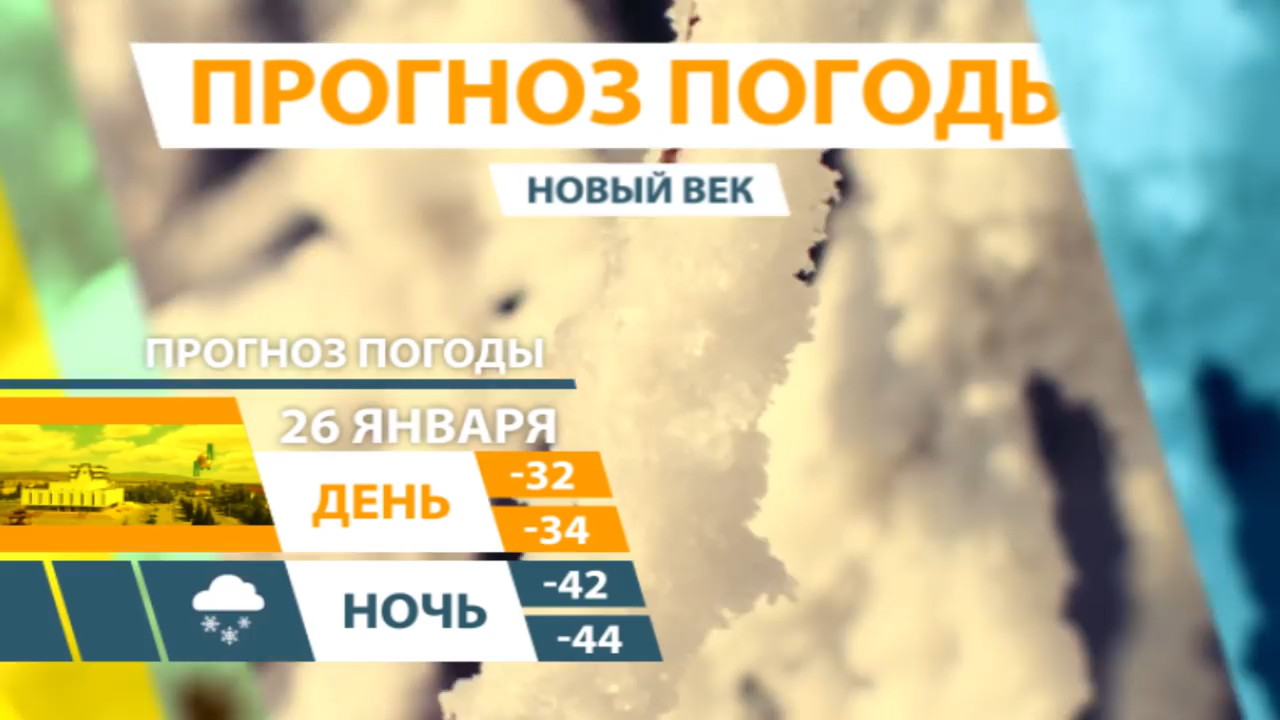 ПРОГНОЗ ПОГОДЫ
НОВЫЙ ВЕК
ПРОГНОЗ ПОГОДЫ
26 ЯНВАРЯ
ДЕНЬ
-32
-34
НОЧЬ
-42
-44